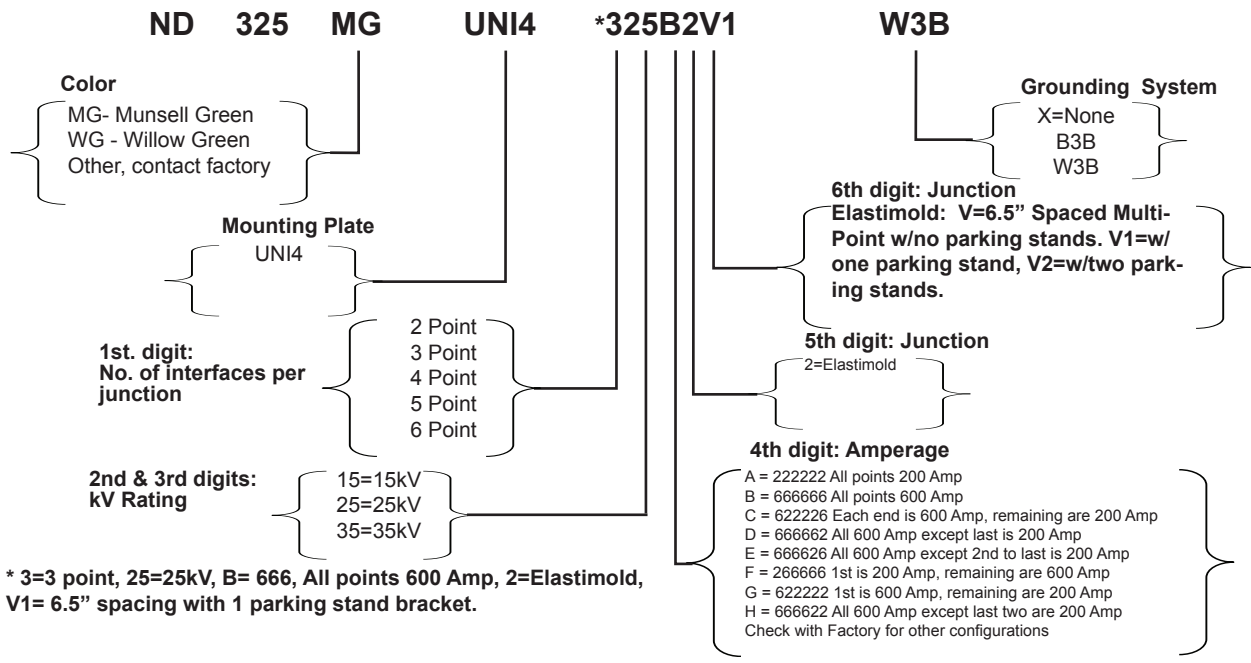 ND 325 MG UNI4 *325B2V1 W3B
Color
MG- Munsell Green
WG - Willow Green
Other, contact factory
Grounding System
X=None
B3B
W3B
Mounting Plate
UNI4
6th digit: Junction
Elastimold: V=6.5” Spaced Multi-
Point w/no parking stands. V1=w/
one parking stand, V2=w/two park-
ing stands.
1st. digit:
No. of interfaces per
junction
2 Point
3 Point
4 Point
5 Point
6 Point
5th digit: Junction
2=Elastimold
2nd & 3rd digits:
kV Rating
15=15kV
25=25kV
35=35kV
4th digit: Amperage
A = 222222 All points 200 Amp
B = 666666 All points 600 Amp
C = 622226 Each end is 600 Amp, remaining are 200 Amp
D = 666662 All 600 Amp except last is 200 Amp
E = 666626 All 600 Amp except 2nd to last is 200 Amp
F = 266666 1st is 200 Amp, remaining are 600 Amp
G = 622222 1st is 600 Amp, remaining are 200 Amp
H = 666622 All 600 Amp except last two are 200 Amp
Check with Factory for other configurations
* 3=3 point, 25=25kV, B= 666, All points 600 Amp, 2=Elastimold,
V1= 6.5” spacing with 1 parking stand bracket.